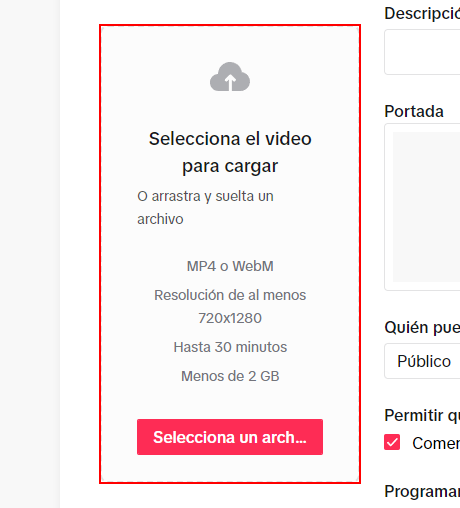 Selecciona el video
para cargar
O arrastra y suelta un
archivo
MP4 o WebM
Resolución de al menos
720x1280
Hasta 30 minutos
Menos de 2 GB
Selecciona un arch...
Descripció
Portada
Quién pue
Público
Permitir qu
Comer
Programar